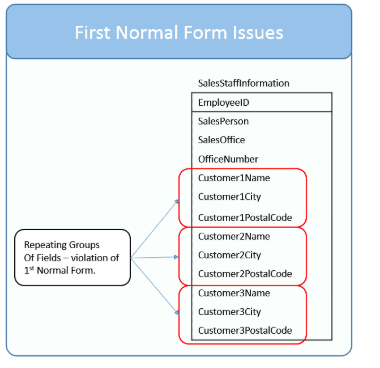 First Normal Form Issues
SalesStaffInformation
EmployeeID
SalesPerson
SalesOffice
OfficeNumber
Customer1Name
Customer1City
Customer1PostalCode
Customer2Name
Customer2City
Customer2PostalCode
Customer3Name
Customer3City
Customer3PostalCode
Repeating Groups
Of Fields – violation of
1st Normal Form.